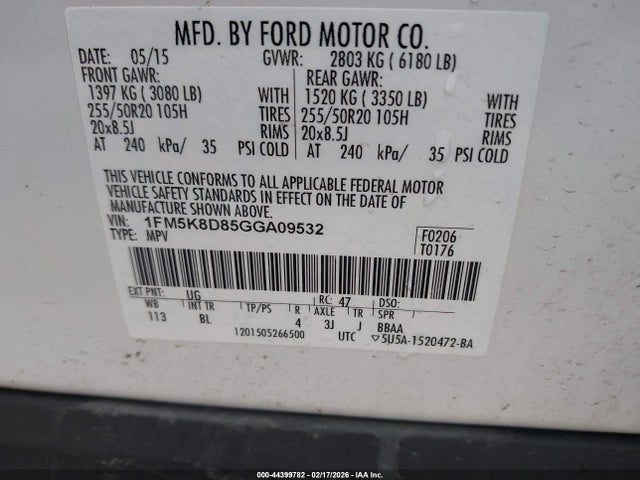 MFD. BY FORD MOTOR CO.
DATE: 05/15 GVWR: 2803 KG ( 6180 LB)
FRONT GAWR: REAR GAWR:
1397 KG ( 3080 LB) WITH 1520 KG ( 3350 LB) WITH
255/50R20 105H TIRES 255/50R20 105H TIRES
20x8.5J RIMS 20x8.5J RIMS
AT 240 kPa/ 35 PSI COLD AT 240 kPa/ 35 PSI COLD
THIS VEHICLE CONFORMS TO ALL APPLICABLE FEDERAL MOTOR
VEHICLE SAFETY STANDARDS IN EFFECT ON THE DATE OF
MANUFACTURE SHOWN ABOVE.
VIN: 1FM5K8D85GGA09532 F0206
TYPE: MPV T0176
EXT PNT: UG RC: 47 DSO:
WB INT TR TP/PS R AXLE TR SPR
113 BL 4 3J J BBAA
1201505266500 UTC ▽5U5A-1520472-BA
000-44399782 - 02/17/2026 - IAA Inc.